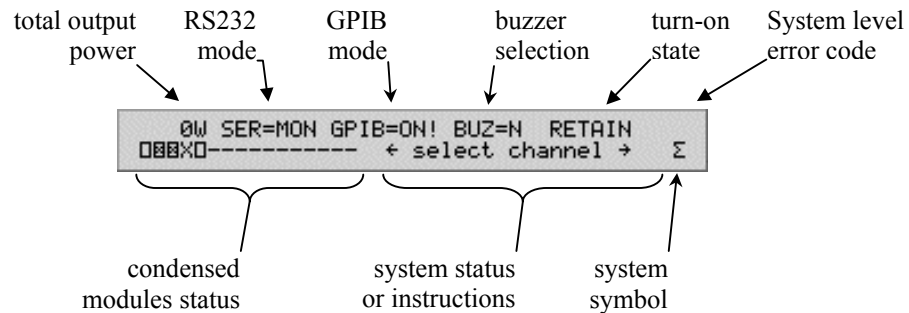 total output RS232 GPIB buzzer turn-on System level
power mode mode selection state error code
0W SER=MON GPIB=ON! BUZ=N RETAIN
▯88X▯----------- ← select channel → Σ
condensed system status system
modules status or instructions symbol